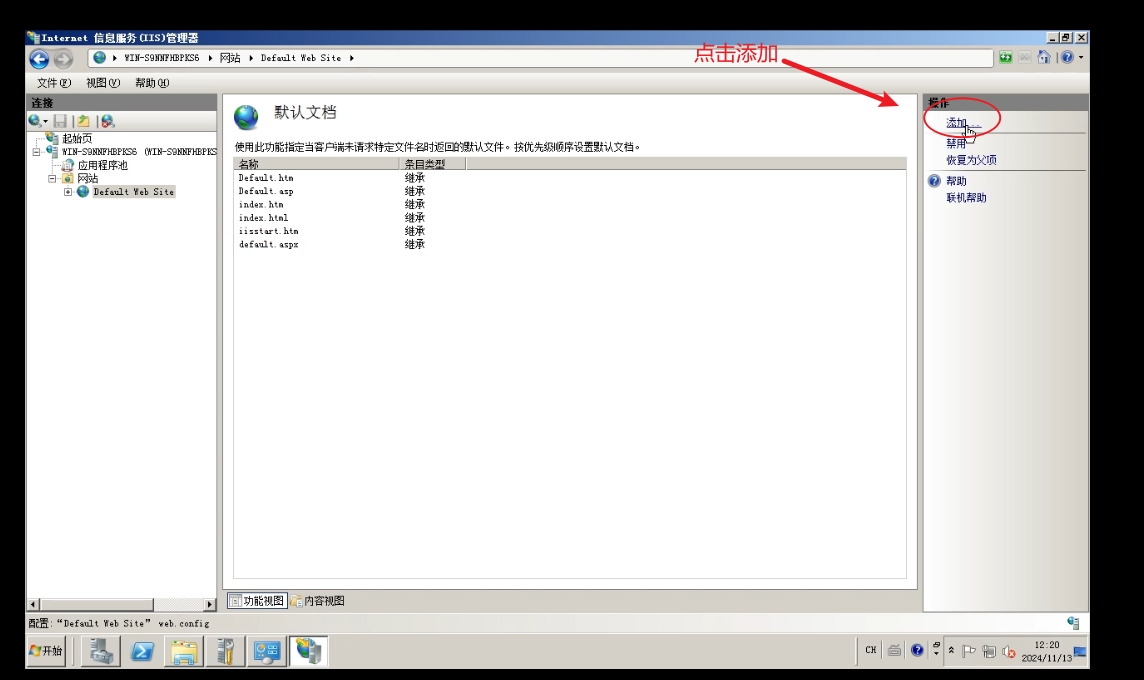 Internet 信息服务(IIS)管理器
点击添加
WIN-S9NNFHBPKS6 网站 Default Web Site
文件(F) 视图(V) 帮助(H)
连接
起始页
WIN-S9NNFHBPKS6 (WIN-S9NNFHBPKS
应用程序池
网站
Default Web Site
默认文档
使用此功能指定当客户端未请求特定文件名时返回的默认文件。按优先级顺序设置默认文档。
名称 条目类型
Default.htm 继承
Default.asp 继承
index.htm 继承
index.html 继承
iisstart.htm 继承
default.aspx 继承
操作
添加...
禁用
恢复为父项
帮助
联机帮助
功能视图 内容视图
配置: "Default Web Site" web.config
开始
CH
12:20
2024/11/13